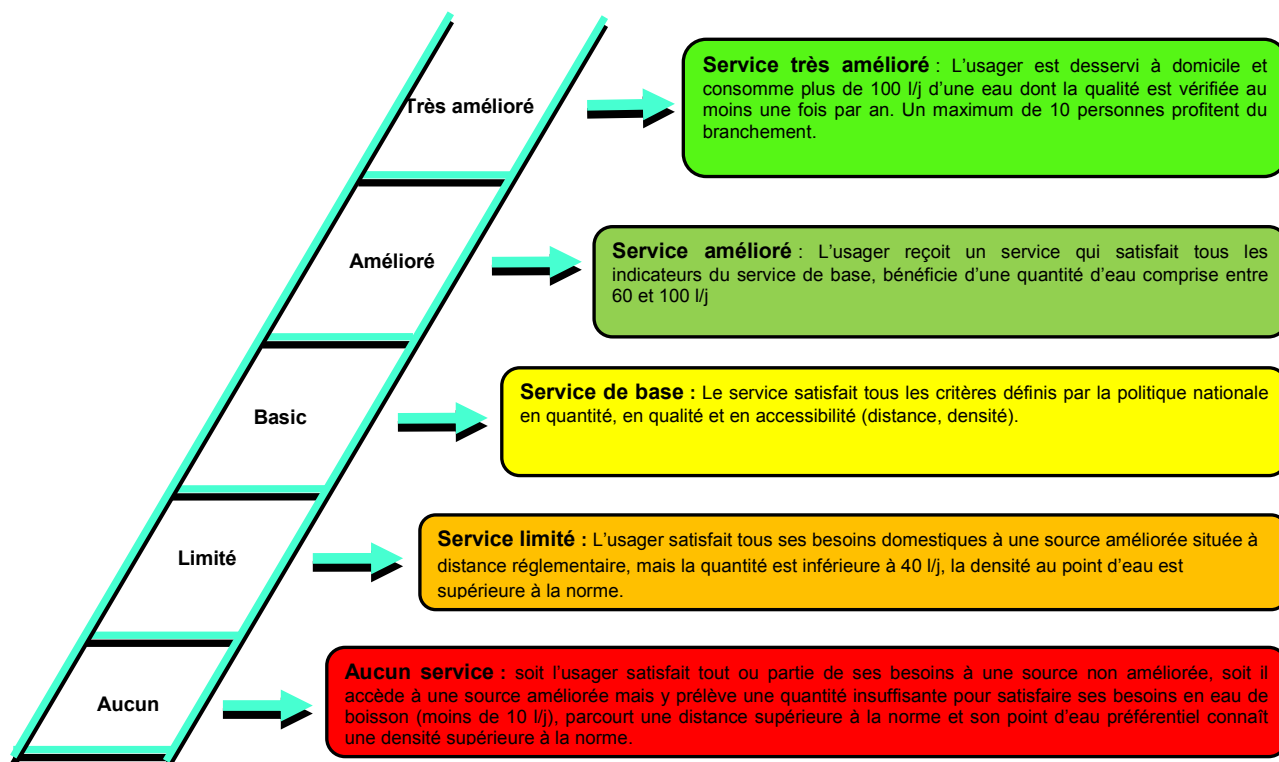 Très amélioré
Service très amélioré : L'usager est desservi à domicile et
consomme plus de 100 l/j d'une eau dont la qualité est vérifiée au
moins une fois par an. Un maximum de 10 personnes profitent du
branchement.
Amélioré
Service amélioré : L'usager reçoit un service qui satisfait tous les
indicateurs du service de base, bénéficie d'une quantité d'eau comprise entre
60 et 100 l/j
Basic
Service de base : Le service satisfait tous les critères définis par la politique nationale
en quantité, en qualité et en accessibilité (distance, densité).
Limité
Service limité : L'usager satisfait tous ses besoins domestiques à une source améliorée située à
distance réglementaire, mais la quantité est inférieure à 40 l/j, la densité au point d'eau est
supérieure à la norme.
Aucun
Aucun service : soit l'usager satisfait tout ou partie de ses besoins à une source non améliorée, soit il
accède à une source améliorée mais y prélève une quantité insuffisante pour satisfaire ses besoins en eau de
boisson (moins de 10 l/j), parcourt une distance supérieure à la norme et son point d'eau préférentiel connaît
une densité supérieure à la norme.